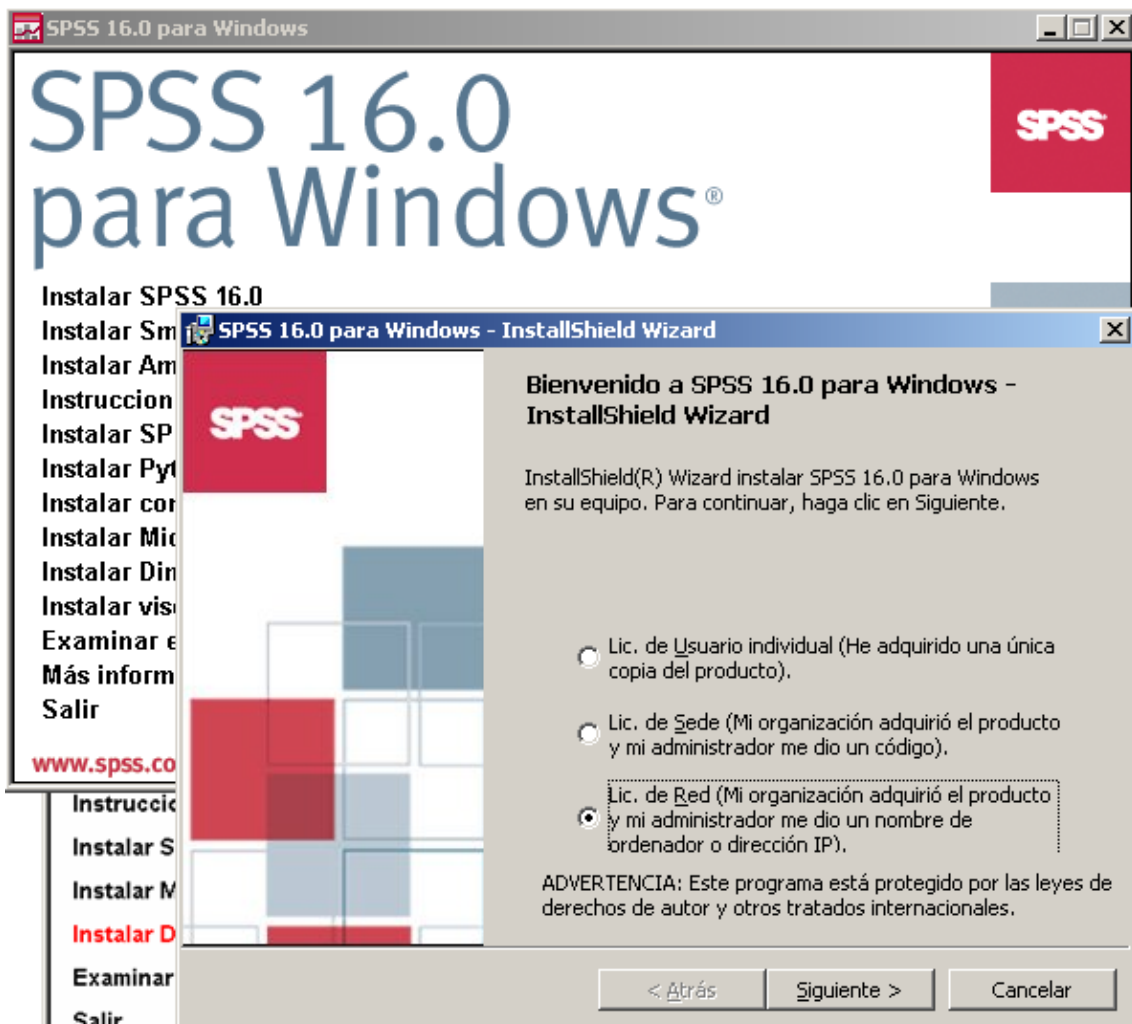 SPSS 16.0 para Windows
SPSS 16.0
para Windows®
SPSS
Instalar SPSS 16.0
Instalar Sm
Instalar Am
Instruccion
Instalar SP
Instalar Pyt
Instalar cor
Instalar Mic
Instalar Din
Instalar vis
Examinar e
Más inform
Salir
www.spss.co
Instruccio
Instalar S
Instalar M
Instalar D
Examinar
Salir
SPSS 16.0 para Windows - InstallShield Wizard
SPSS
Bienvenido a SPSS 16.0 para Windows -
InstallShield Wizard
InstallShield(R) Wizard instalar SPSS 16.0 para Windows
en su equipo. Para continuar, haga clic en Siguiente.
Lic. de Usuario individual (He adquirido una única
copia del producto).
Lic. de Sede (Mi organización adquirió el producto
y mi administrador me dio un código).
Lic. de Red (Mi organización adquirió el producto
y mi administrador me dio un nombre de
ordenador o dirección IP).
ADVERTENCIA: Este programa está protegido por las leyes de
derechos de autor y otros tratados internacionales.
< Atrás
Siguiente >
Cancelar